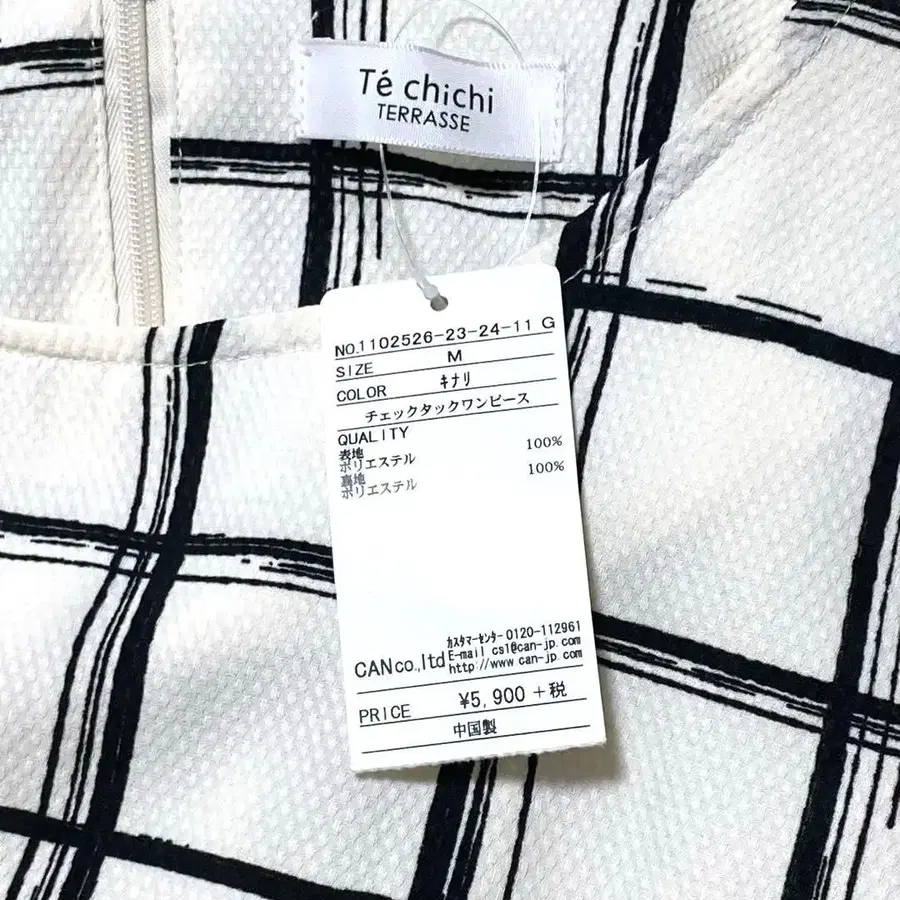 Té chichi
TERRASSE
NO.1102526-23-24-11 G
SIZE M
COLOR キナリ
チェックタックワンピース
QUALITY
表地
ポリエステル 100%
裏地
ポリエステル 100%
CANco.,ltd
カスタマーセンター 0120-112961
E-mail cs1@can-jp.com
http://www can-jp.com
PRICE ¥5,900 +税
中国製